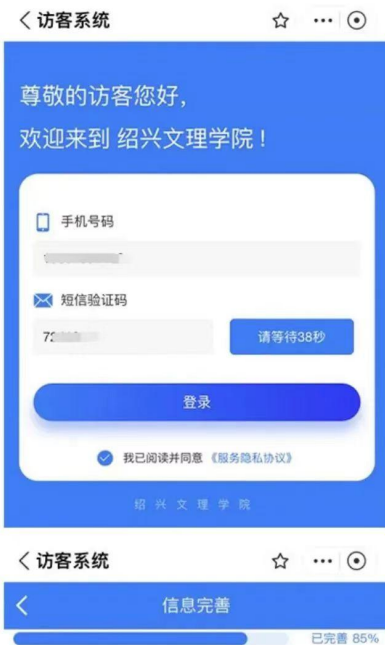 访客系统
尊敬的访客您好，
欢迎来到 绍兴文理学院！
手机号码
短信验证码
72
请等待38秒
登录
我已阅读并同意《服务隐私协议》
绍兴文理学院
访客系统
信息完善
已完善 85%